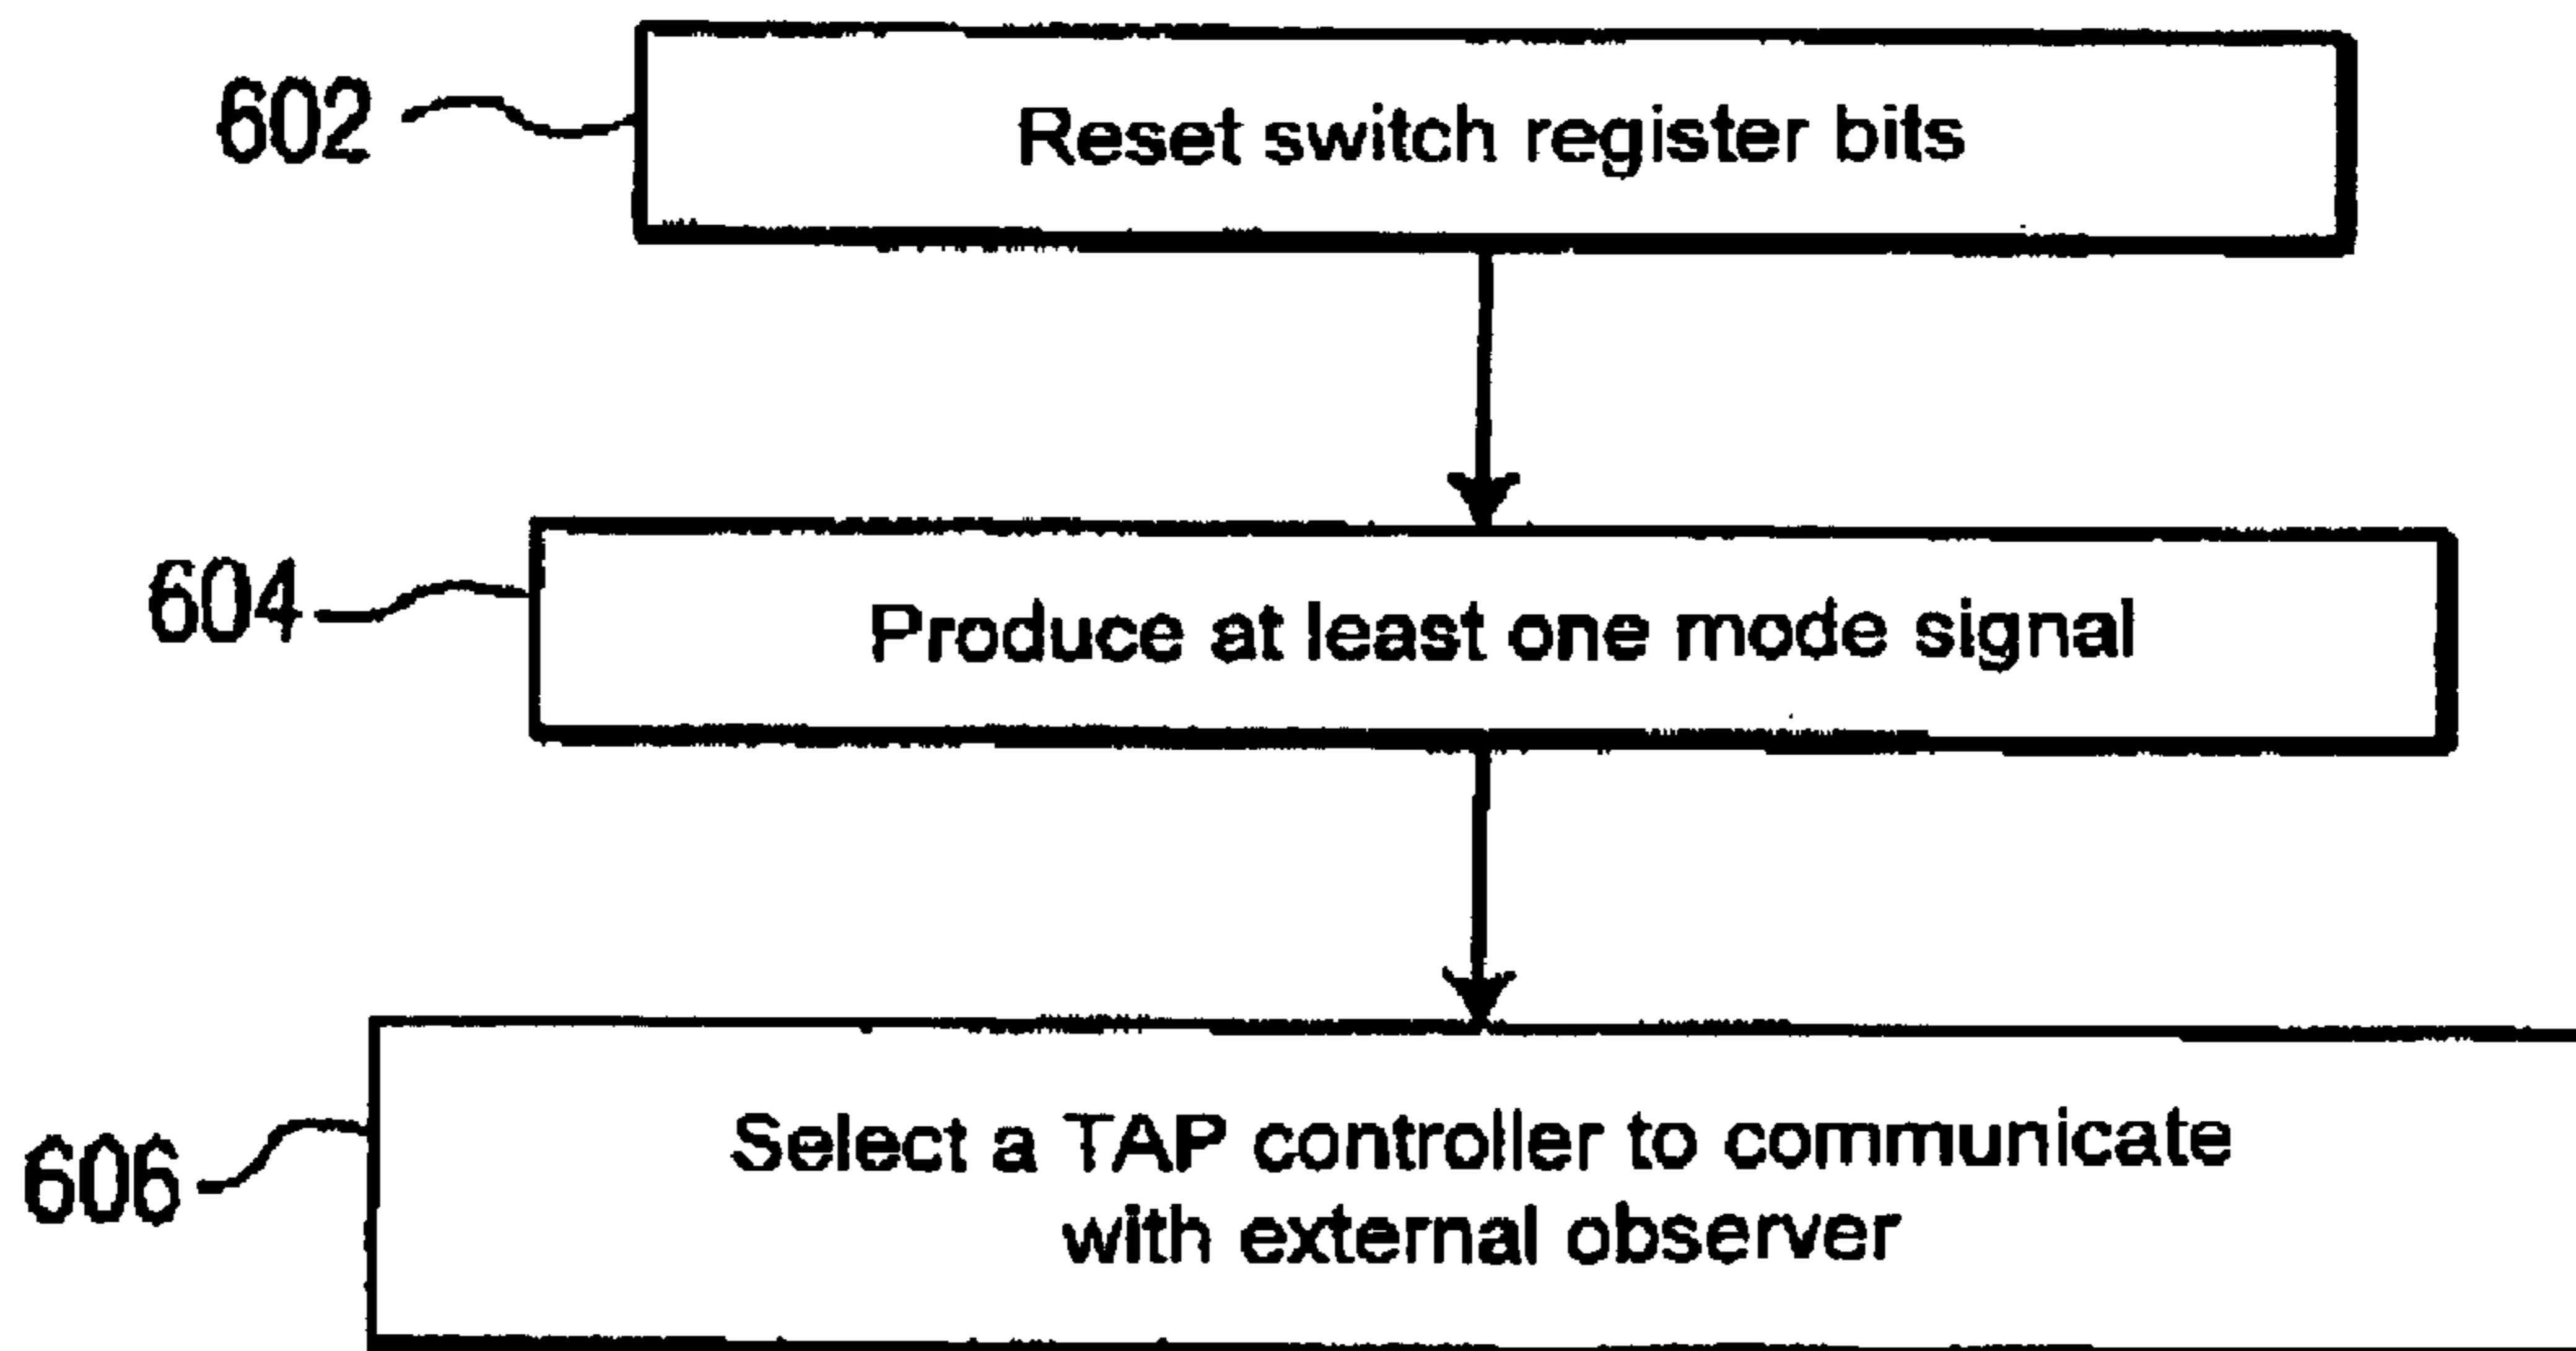 602
Reset switch register bits
604
Produce at least one mode signal
606
Select a TAP controller to communicate
with external observer